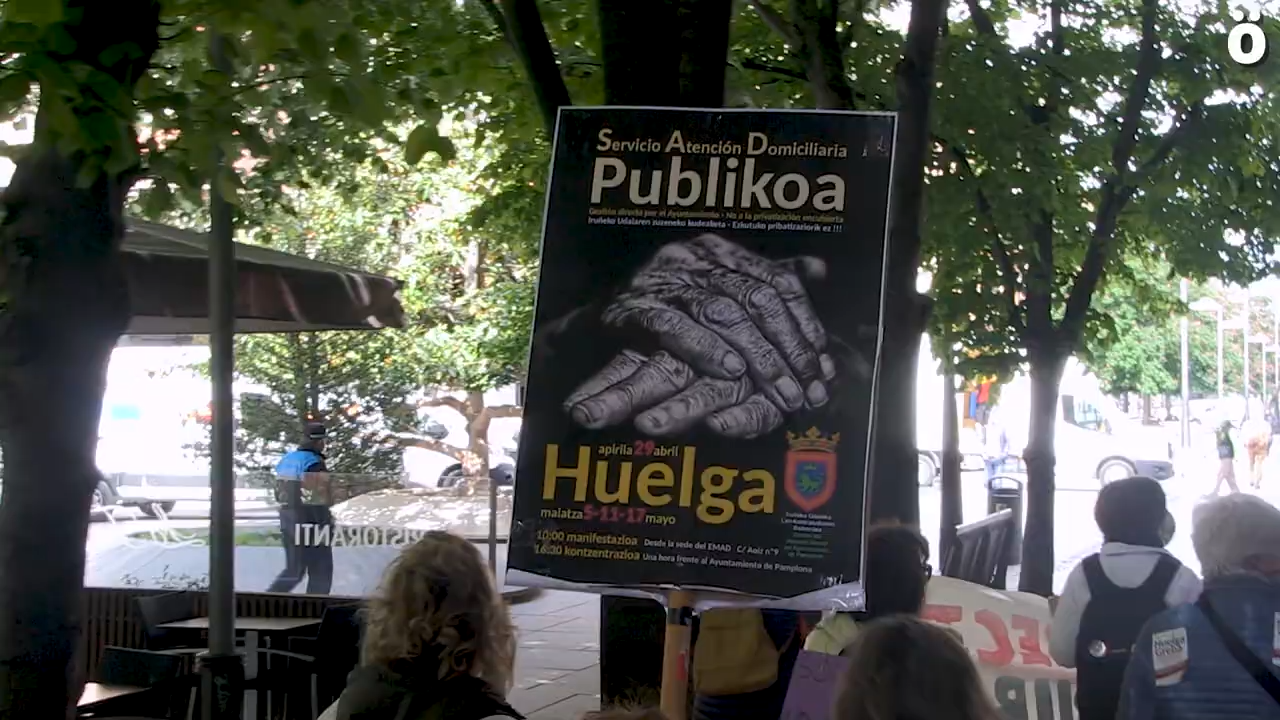 ö
Servicio Atención Domiciliaria
Publikoa
Gestión directa por el Ayuntamiento - No a la privatización encubierta
Iruñeko Udalaren zuzeneko kudeaketa - Ezkutuko pribatizaziorik ez !!!
apirila 29 abril
Huelga
maiatza 5-11-17 mayo
10:00 manifestazioa Desde la sede del EMAD C/ Aoiz nº9
16:30 kontzentrazioa Una hora frente al Ayuntamiento de Pamplona
RISTORANTI
Huelga
Greba